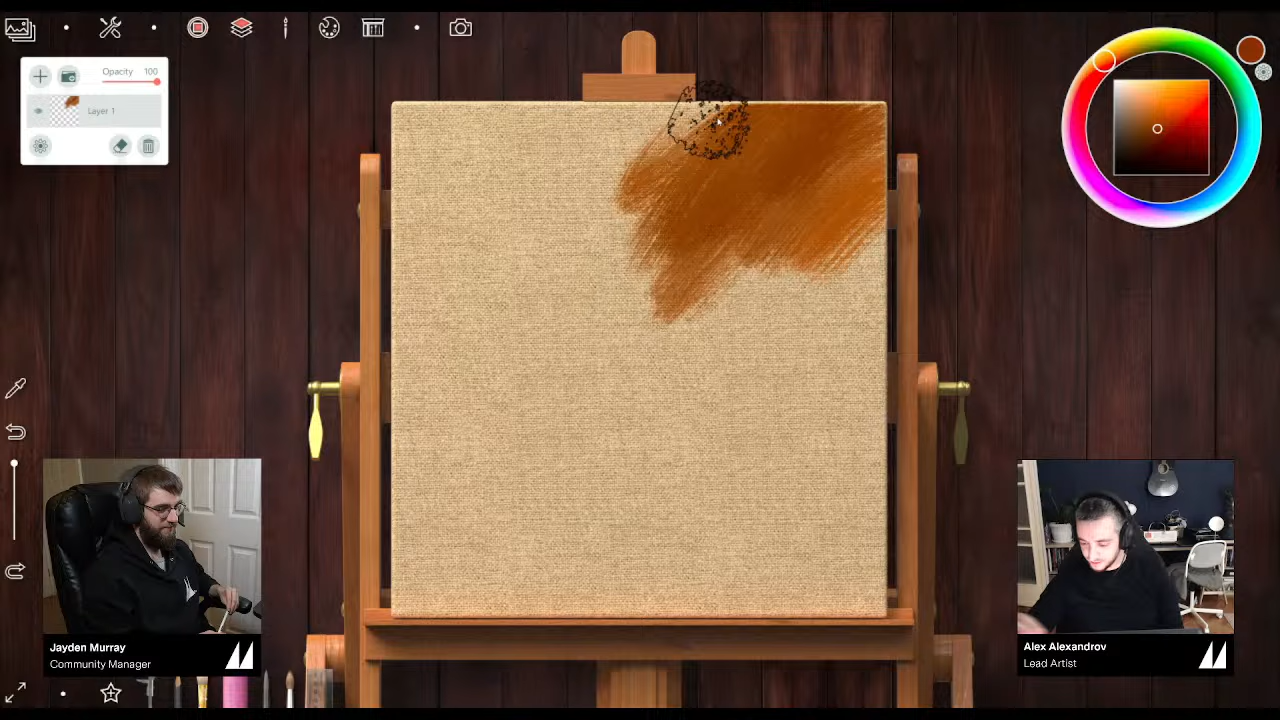 Opacity 100
Layer 1
Jayden Murray
Community Manager
Alex Alexandrov
Lead Artist